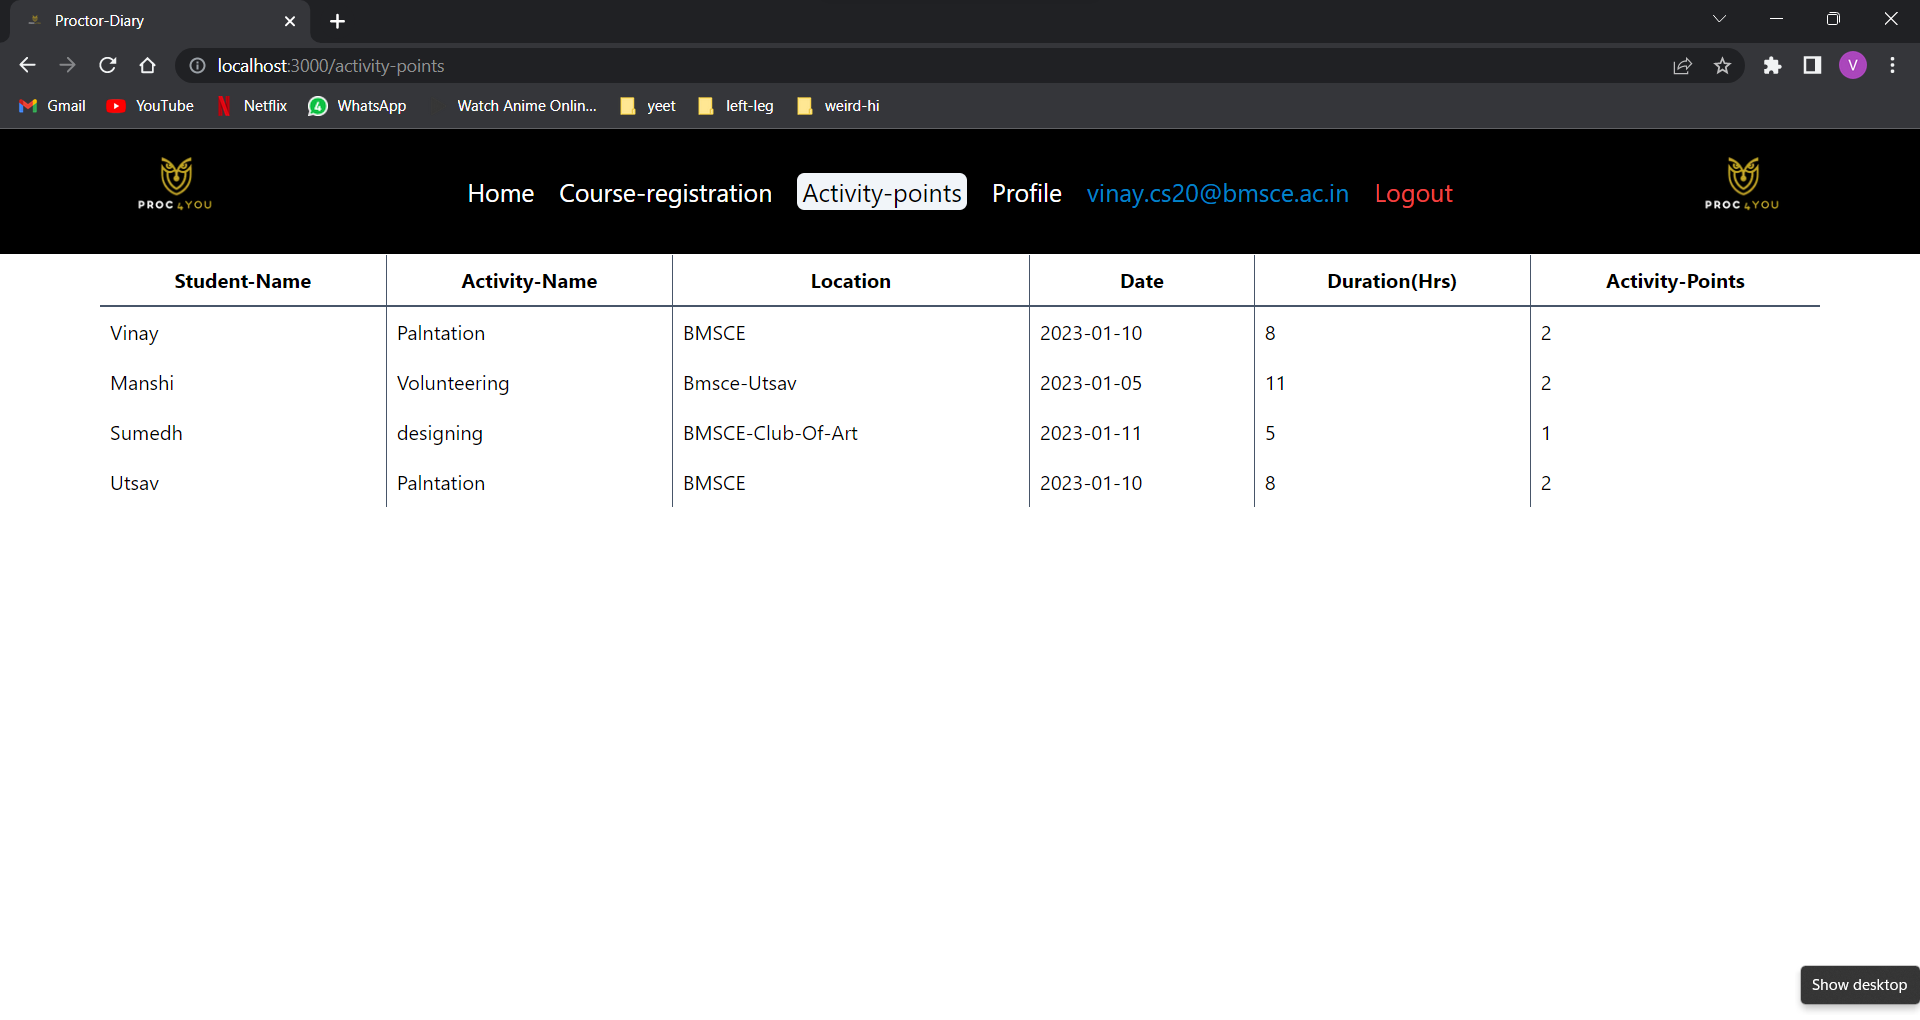 Proctor-Diary
localhost:3000/activity-points
V
Gmail YouTube Netflix 4 WhatsApp Watch Anime Onlin... yeet left-leg weird-hi
PROC 4YOU
Home Course-registration Activity-points Profile vinay.cs20@bmsce.ac.in Logout
PROC 4YOU
Student-Name Activity-Name Location Date Duration(Hrs) Activity-Points
Vinay Palntation BMSCE 2023-01-10 8 2
Manshi Volunteering Bmsce-Utsav 2023-01-05 11 2
Sumedh designing BMSCE-Club-Of-Art 2023-01-11 5 1
Utsav Palntation BMSCE 2023-01-10 8 2
Show desktop